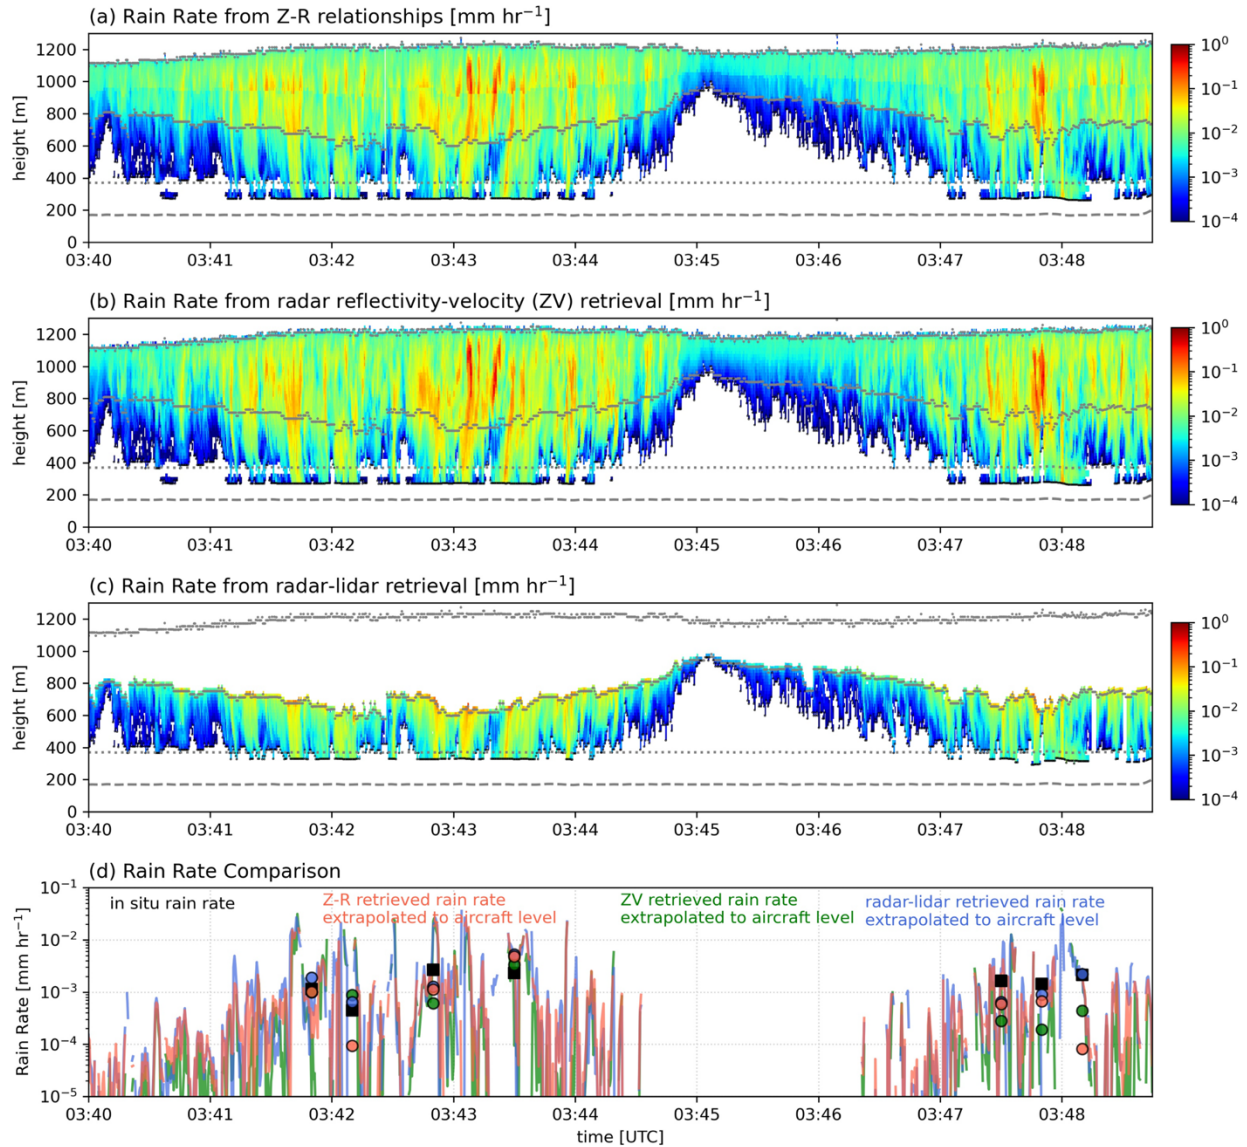 (a) Rain Rate from Z-R relationships [mm hr⁻¹]
height [m]
1200
1000
800
600
400
200
0
03:40 03:41 03:42 03:43 03:44 03:45 03:46 03:47 03:48
10⁰
10⁻¹
10⁻²
10⁻³
10⁻⁴
(b) Rain Rate from radar reflectivity-velocity (ZV) retrieval [mm hr⁻¹]
height [m]
1200
1000
800
600
400
200
0
03:40 03:41 03:42 03:43 03:44 03:45 03:46 03:47 03:48
10⁰
10⁻¹
10⁻²
10⁻³
10⁻⁴
(c) Rain Rate from radar-lidar retrieval [mm hr⁻¹]
height [m]
1200
1000
800
600
400
200
0
03:40 03:41 03:42 03:43 03:44 03:45 03:46 03:47 03:48
10⁰
10⁻¹
10⁻²
10⁻³
10⁻⁴
(d) Rain Rate Comparison
Rain Rate [mm hr⁻¹]
10⁻¹
10⁻²
10⁻³
10⁻⁴
10⁻⁵
in situ rain rate
Z-R retrieved rain rate
extrapolated to aircraft level
ZV retrieved rain rate
extrapolated to aircraft level
radar-lidar retrieved rain rate
extrapolated to aircraft level
03:40 03:41 03:42 03:43 03:44 03:45 03:46 03:47 03:48
time [UTC]